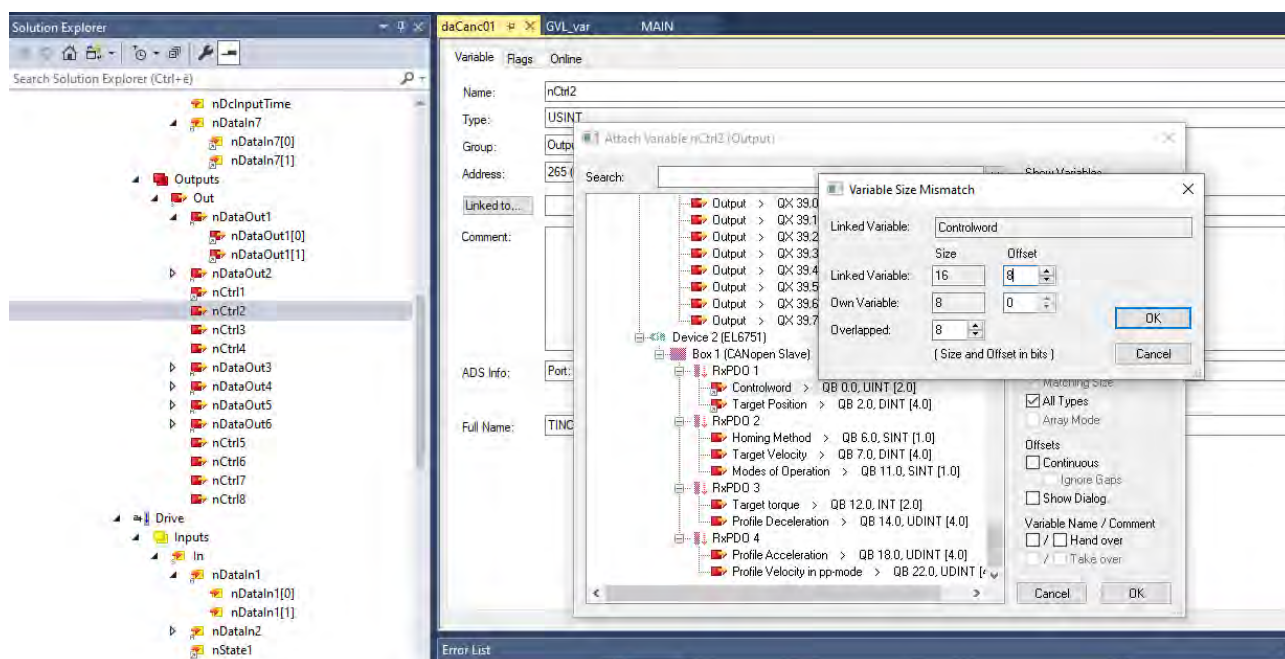 Solution Explorer
Search Solution Explorer (Ctrl+è)
nDcInputTime
nDataIn7
nDataIn7[0]
nDataIn7[1]
Outputs
Out
nDataOut1
nDataOut1[0]
nDataOut1[1]
nDataOut2
nCtrl1
nCtrl2
nCtrl3
nCtrl4
nDataOut3
nDataOut4
nDataOut5
nDataOut6
nCtrl5
nCtrl6
nCtrl7
nCtrl8
Drive
Inputs
In
nDataIn1
nDataIn1[0]
nDataIn1[1]
nDataIn2
nState1
daCanc01 GVL_var MAIN
Variable Flags Online
Name: nCtrl2
Type: USINT
Group:
Address: 265
Linked to...
Comment:
ADS Info: Port:
Full Name:
Attach Variable nCtrl2 (Output)
Search:
Show Variables
Output > QX 39.0
Output > QX 39.1
Output > QX 39.2
Output > QX 39.3
Output > QX 39.4
Output > QX 39.5
Output > QX 39.6
Output > QX 39.7
Device 2 (EL6751)
Box 1 (CANopen Slave)
RxPDO 1
Controlword > QB 0.0, UINT [2.0]
Target Position > QB 2.0, DINT [4.0]
RxPDO 2
Homing Method > QB 6.0, SINT [1.0]
Target Velocity > QB 7.0, DINT [4.0]
Modes of Operation > QB 11.0, SINT [1.0]
RxPDO 3
Target torque > QB 12.0, INT [2.0]
Profile Deceleration > QB 14.0, UDINT [4.0]
RxPDO 4
Profile Acceleration > QB 18.0, UDINT [4.0]
Profile Velocity in pp-mode > QB 22.0, UDINT
Matching Size
All Types
Array Mode
Offsets
Continuous
Ignore Gaps
Show Dialog
Variable Name / Comment
/ Hand over
/ Take over
Cancel OK
Variable Size Mismatch
Linked Variable: Controlword
Size Offset
Linked Variable: 16 8
Own Variable: 8 0
Overlapped: 8
(Size and Offset in bits )
OK
Cancel
Error List